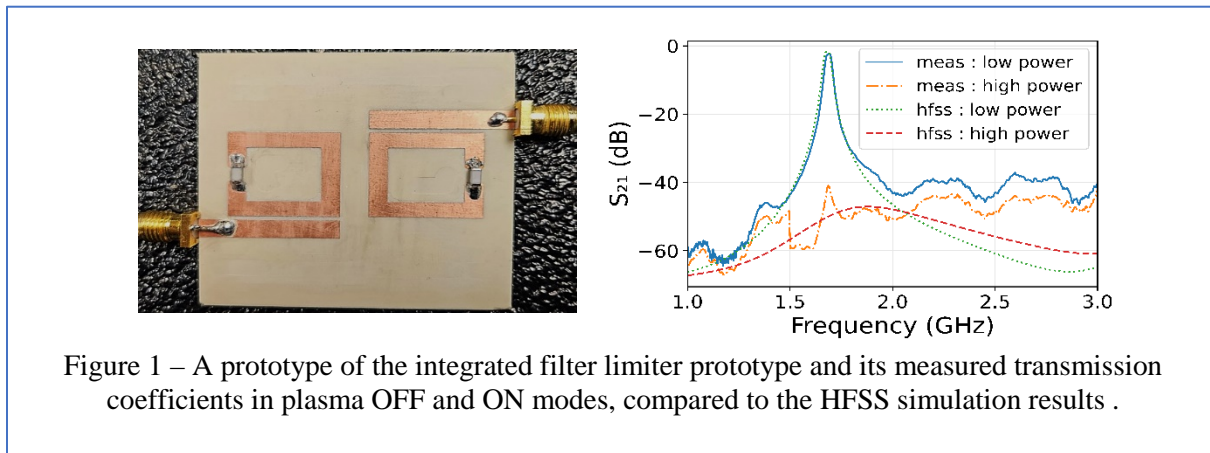 0
−20
−40
−60
S₂₁ (dB)
meas : low power
meas : high power
hfss : low power
hfss : high power
1.0 1.5 2.0 2.5 3.0
Frequency (GHz)
Figure 1 – A prototype of the integrated filter limiter prototype and its measured transmission
coefficients in plasma OFF and ON modes, compared to the HFSS simulation results .